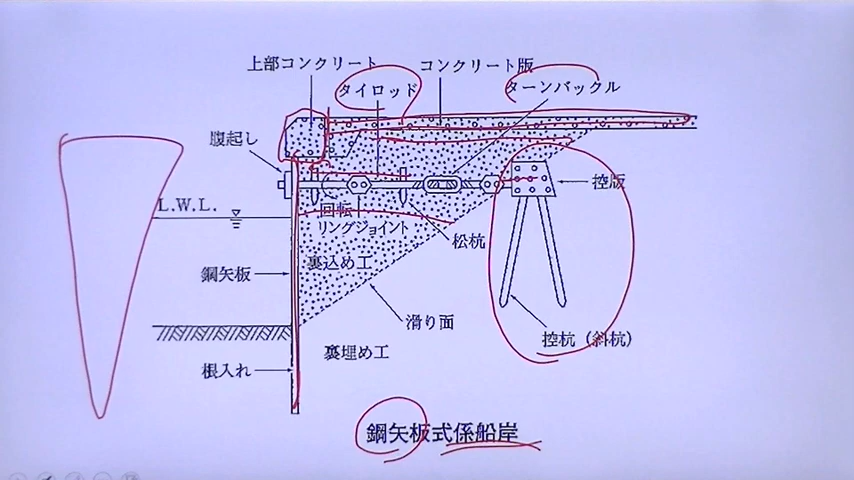 上部コンクリート
コンクリート版
タイロッド
ターンバックル
腹起し
控版
L.W.L.
回転
リングジョイント
松杭
鋼矢板
裏込め工
滑り面
控杭（斜杭）
裏埋め工
根入れ
鋼矢板式係船岸